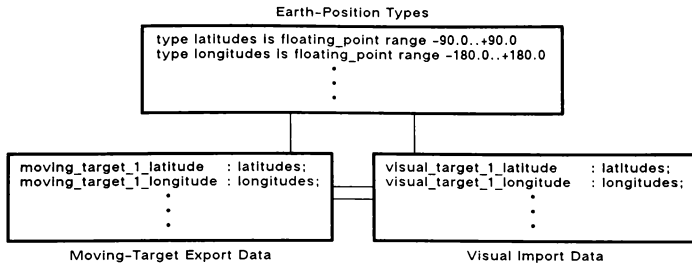 Earth-Position Types
type latitudes is floating_point range -90.0..+90.0
type longitudes is floating_point range -180.0..+180.0
moving_target_1_latitude : latitudes;
moving_target_1_longitude : longitudes;
visual_target_1_latitude : latitudes;
visual_target_1_longitude : longitudes;
Moving-Target Export Data
Visual Import Data